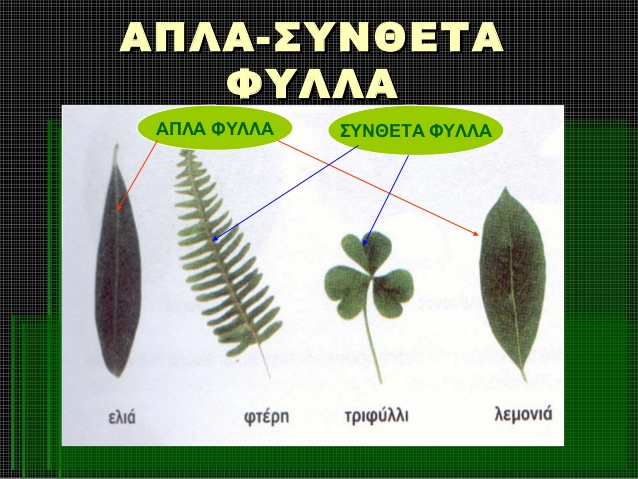 ΑΠΛΑ-ΣΥΝΘΕΤΑ
ΦΥΛΛΑ
ΑΠΛΑ ΦΥΛΛΑ
ΣΥΝΘΕΤΑ ΦΥΛΛΑ
ελιά φτέρη τριφύλλι λεμονιά